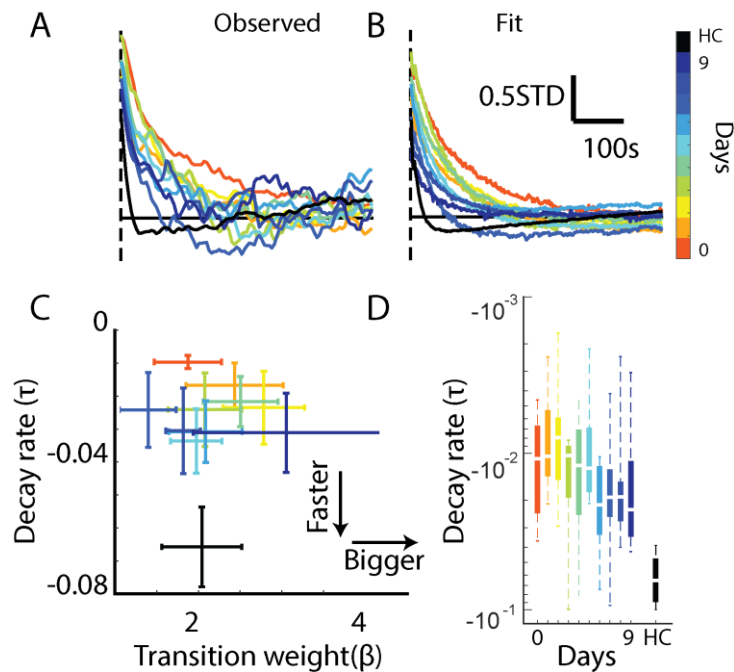 A Observed B Fit HC
9
0.5STD
100s
Days
0
C D
0
-0.04
-0.08
Decay rate (τ)
Faster
Bigger
2 4
Transition weight(β)
-10⁻³
-10⁻²
-10⁻¹
Decay rate (τ)
0 9 HC
Days